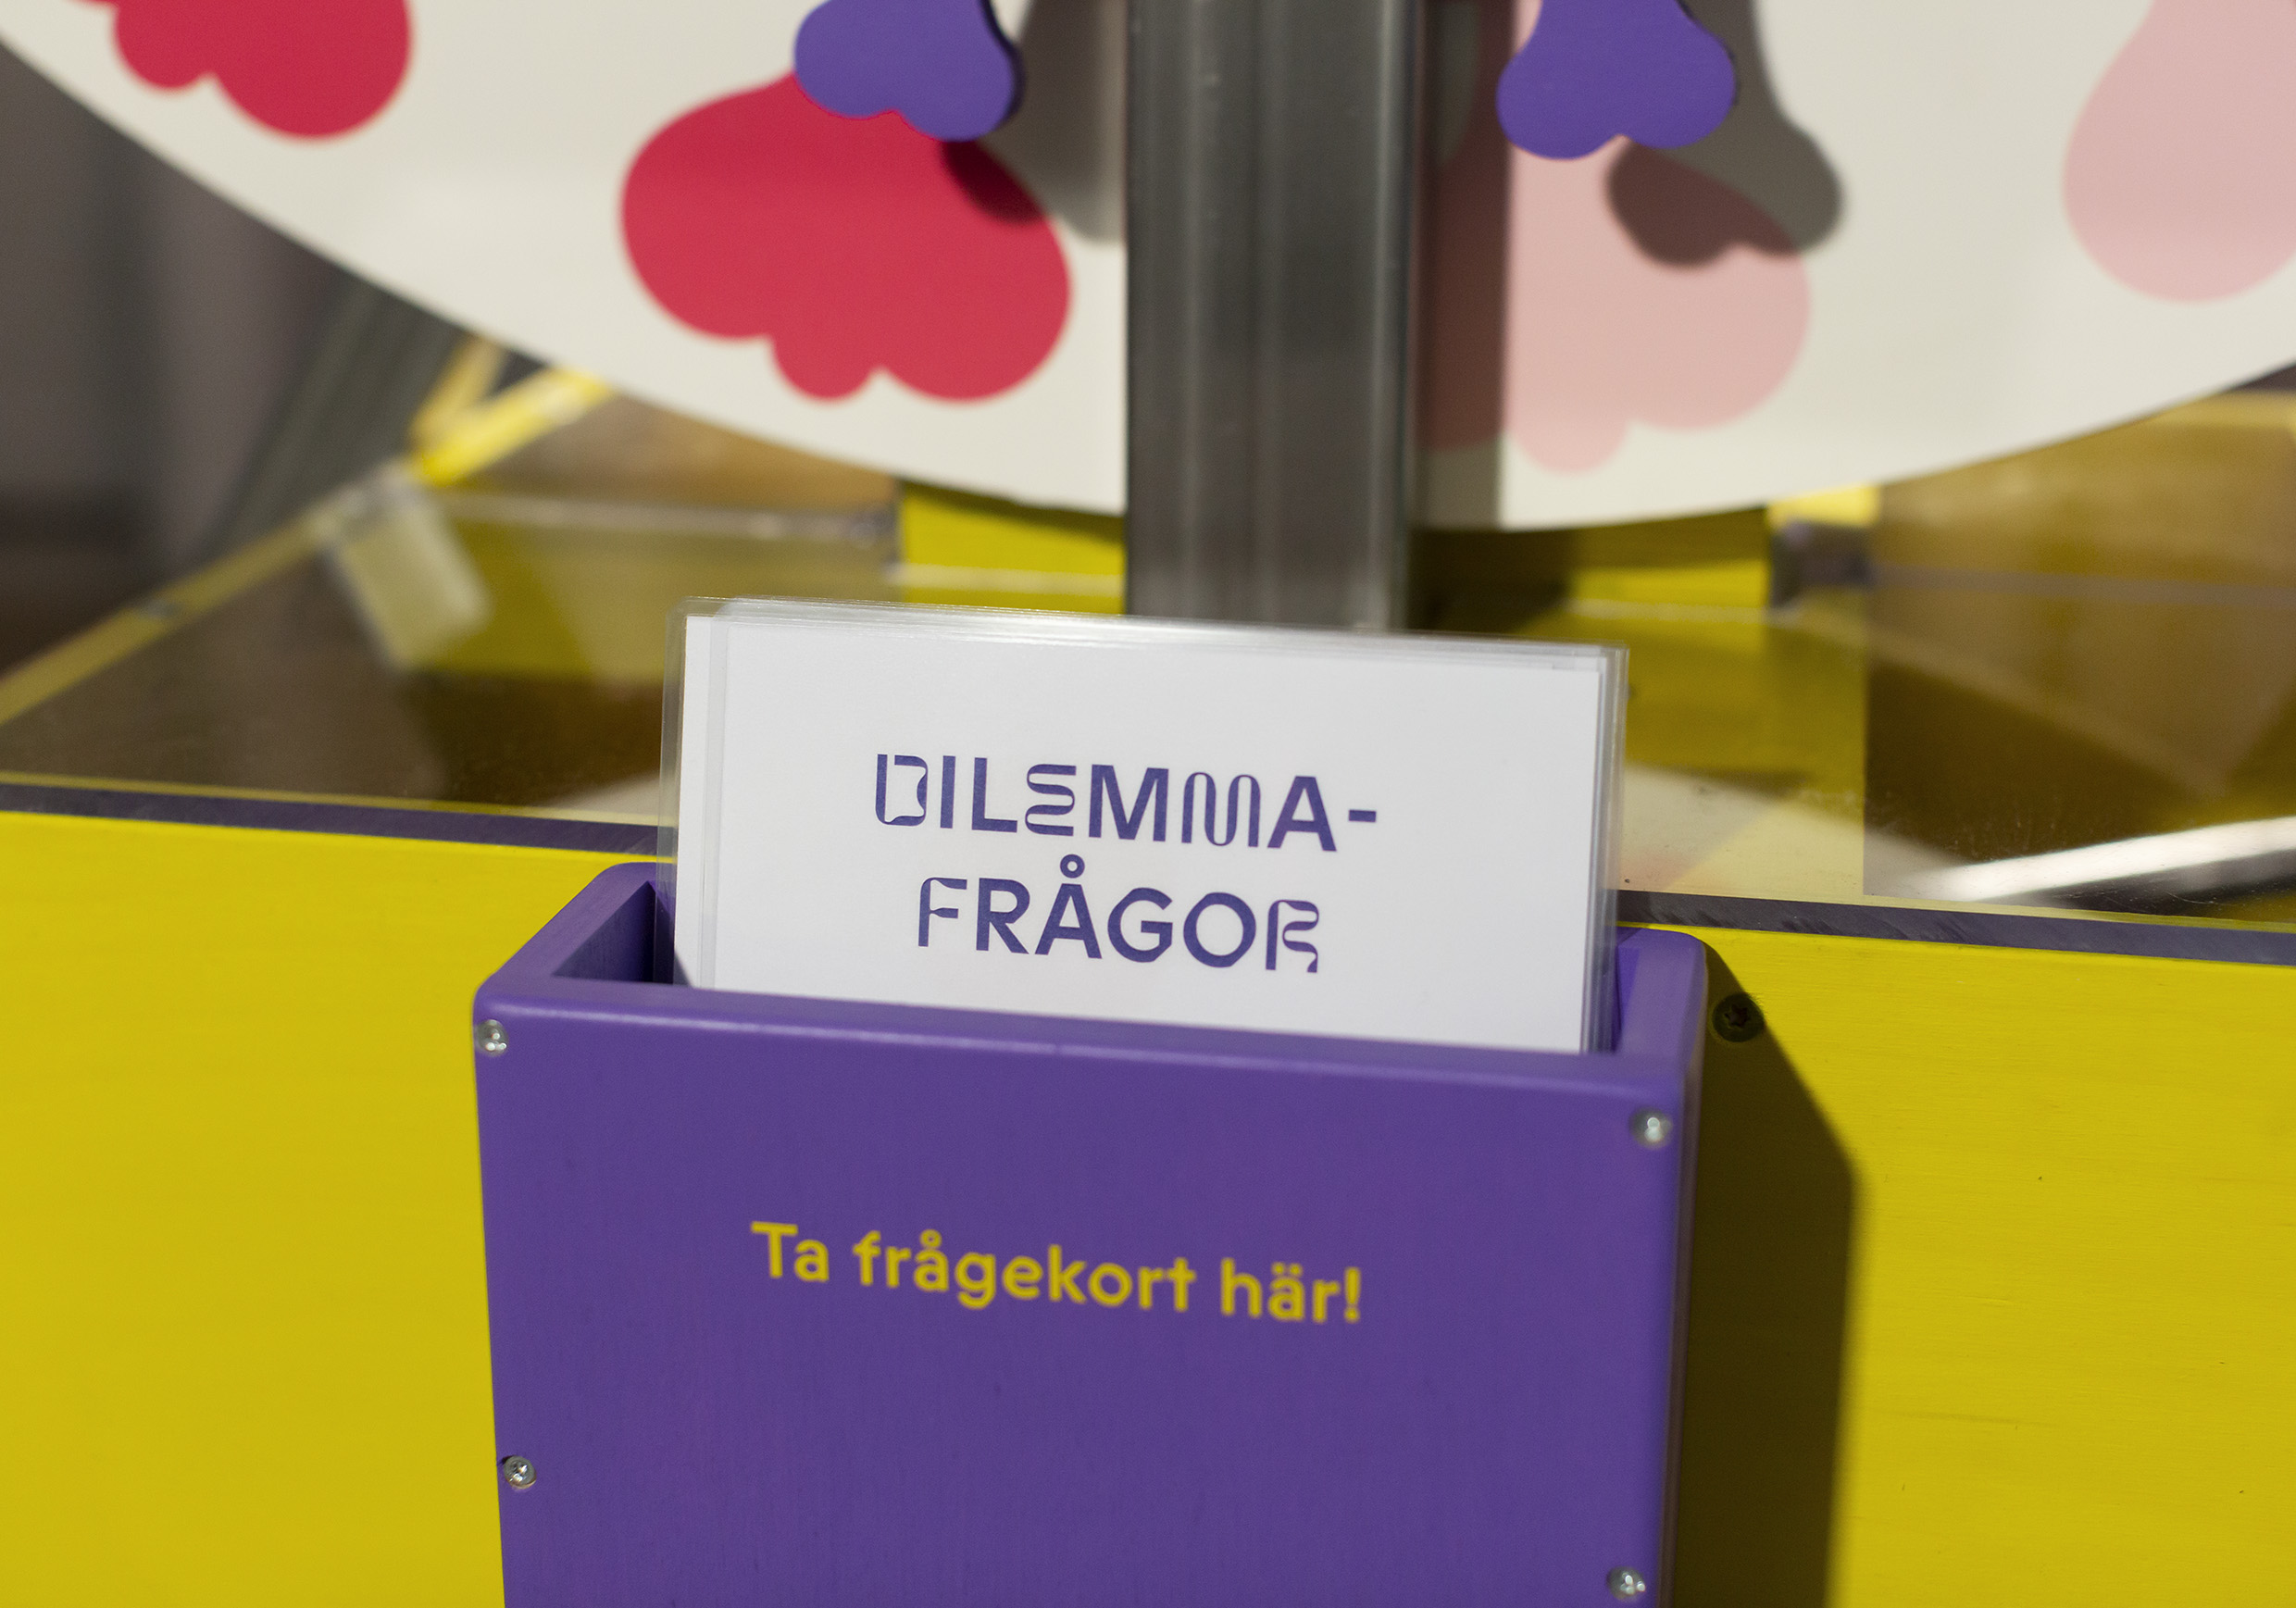 DILEMMA-
FRÅGOR
Ta frågekort här!